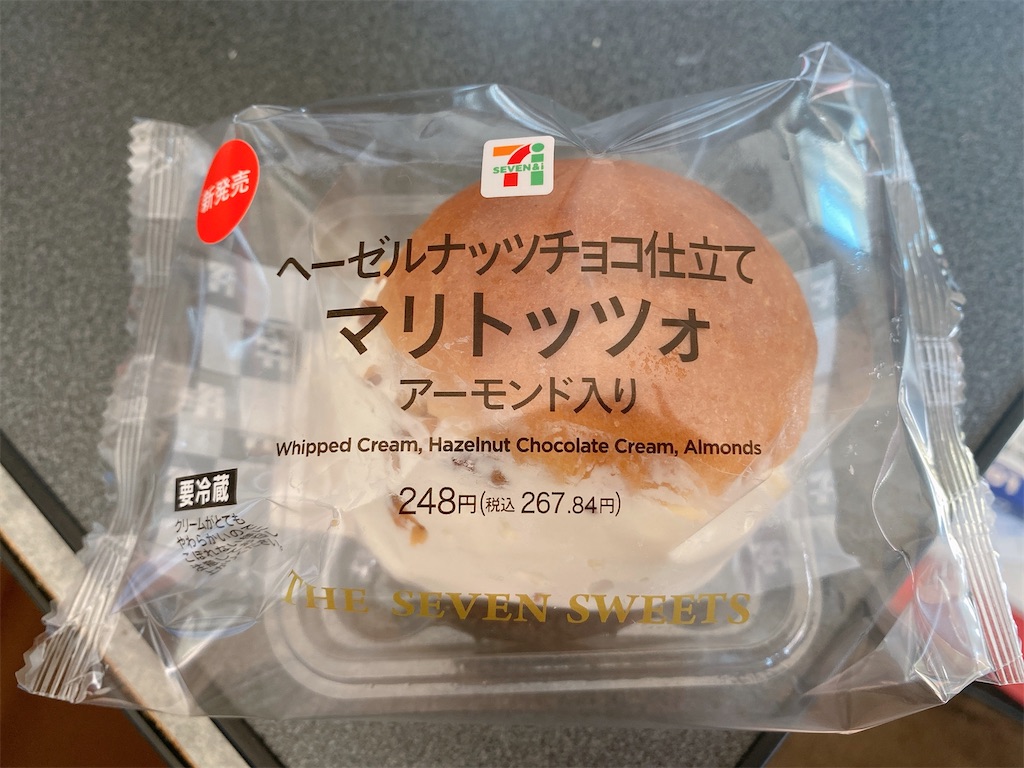 新発売
SEVEN&i
ヘーゼルナッツチョコ仕立て
マリトッツォ
アーモンド入り
Whipped Cream, Hazelnut Chocolate Cream, Almonds
248円(税込 267.84円)
要冷蔵
クリームがとても
やわらかいの
THE SEVEN SWEETS